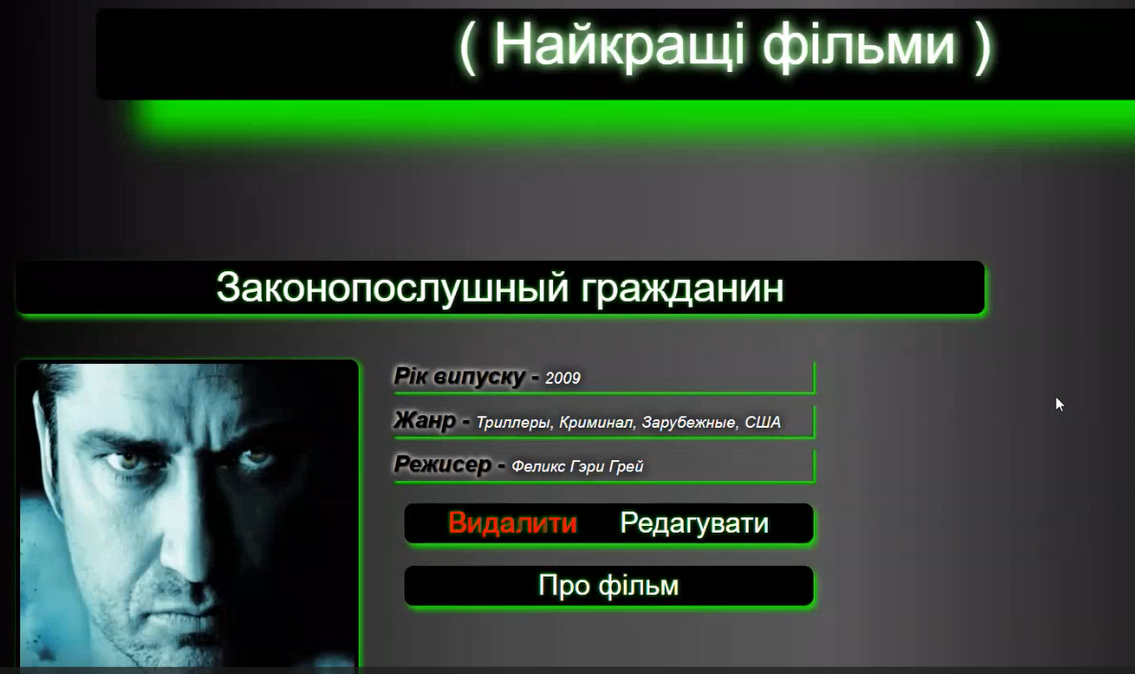 ( Найкращі фільми )
Законопослушный гражданин
Рік випуску - 2009
Жанр - Триллеры, Криминал, Зарубежные, США
Режисер - Феликс Гэри Грей
Видалити Редагувати
Про фільм